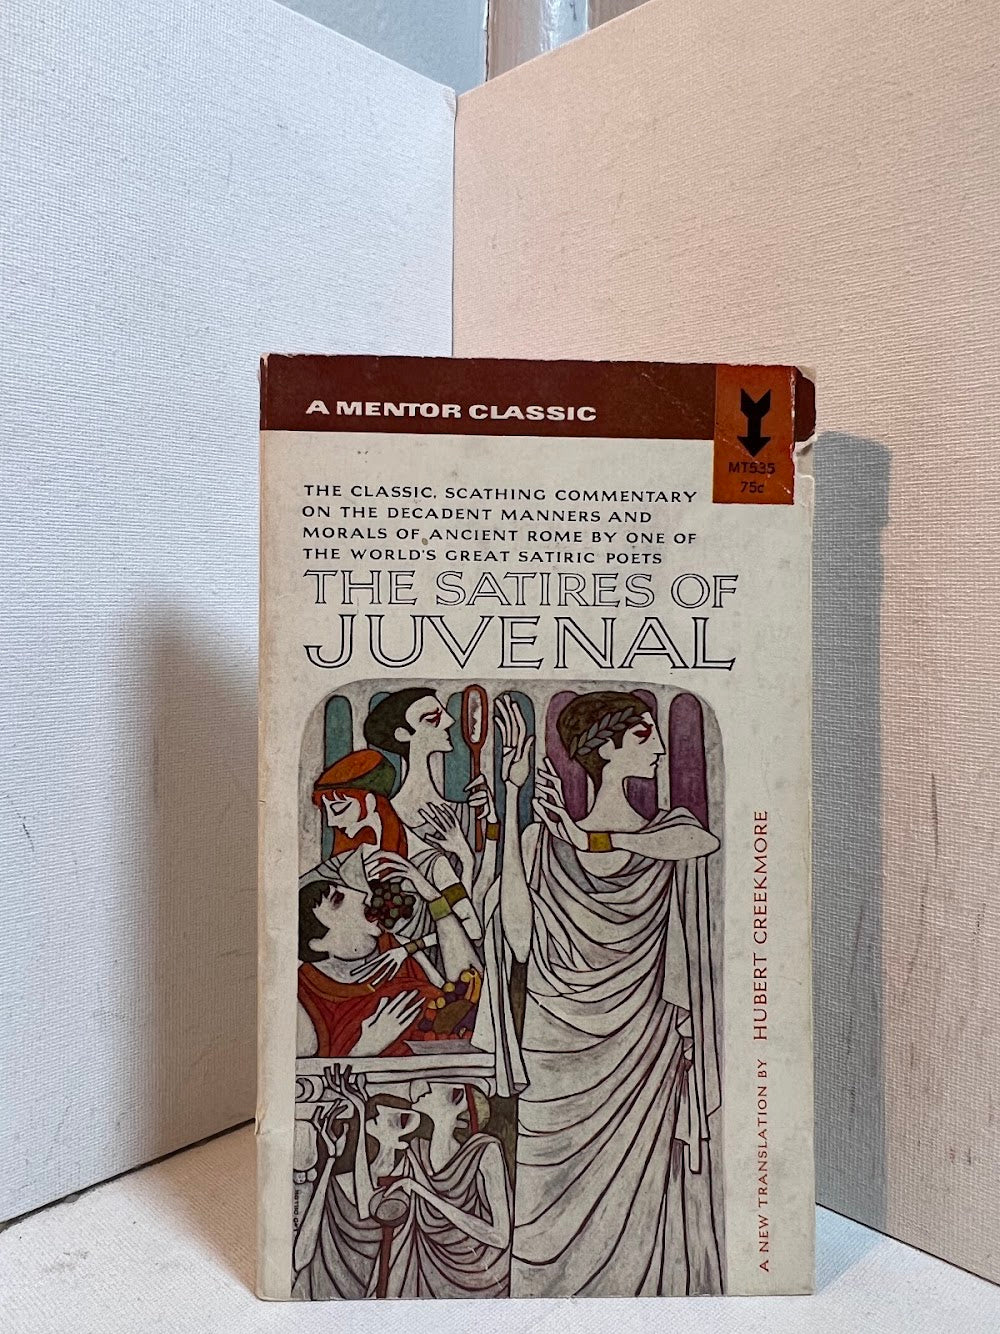 A MENTOR CLASSIC
MT535
75c
THE CLASSIC, SCATHING COMMENTARY
ON THE DECADENT MANNERS AND
MORALS OF ANCIENT ROME BY ONE OF
THE WORLD'S GREAT SATIRIC POETS
THE SATIRES OF
JUVENAL
A NEW TRANSLATION BY HUBERT CREEKMORE